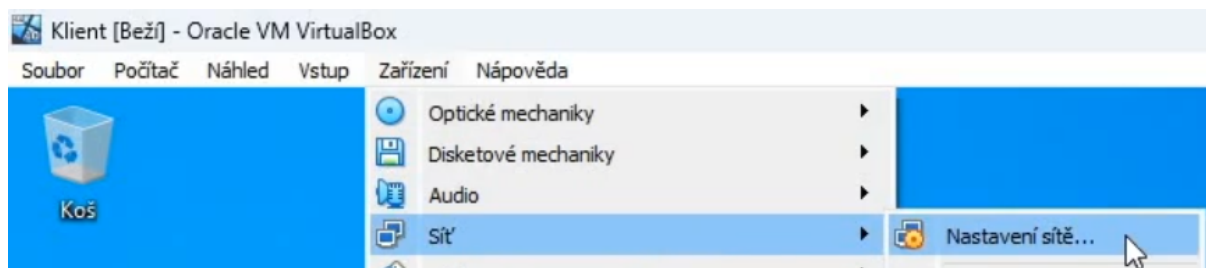 Klient [Beží] - Oracle VM VirtualBox
Soubor Počítač Náhled Vstup Zařízení Nápověda
Optické mechaniky
Disketové mechaniky
Audio
Koš
Síť
Nastavení sítě...